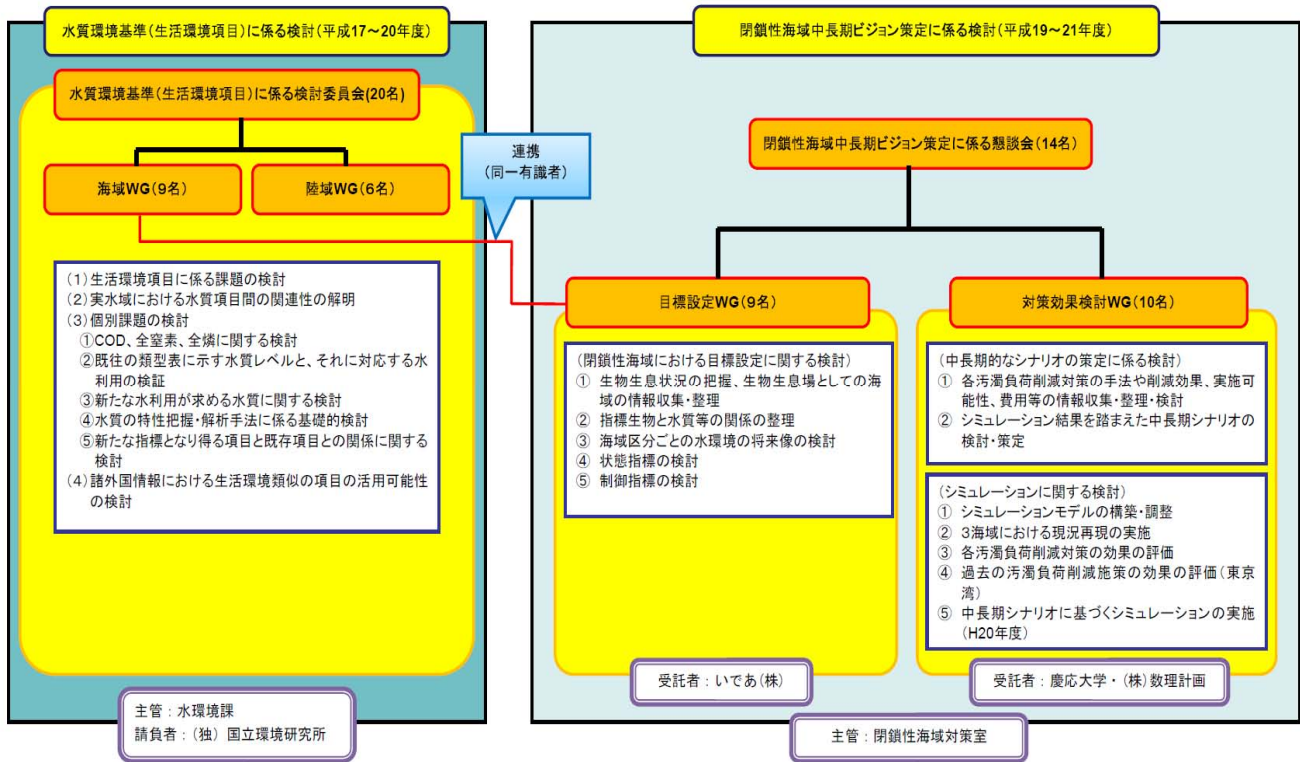 水質環境基準(生活環境項目)に係る検討(平成17~20年度)
水質環境基準(生活環境項目)に係る検討委員会(20名)
海域WG(9名)
陸域WG(6名)
(1)生活環境項目に係る課題の検討
(2)実水域における水質項目間の関連性の解明
(3)個別課題の検討
①COD、全窒素、全燐に関する検討
②既往の類型表に示す水質レベルと、それに対応する水
利用の検証
③新たな水利用が求める水質に関する検討
④水質の特性把握・解析手法に係る基礎的検討
⑤新たな指標となり得る項目と既存項目との関係に関する
検討
(4)諸外国情報における生活環境類似の項目の活用可能性
の検討
主管:水環境課
請負者:(独)国立環境研究所
連携
(同一有識者)
閉鎖性海域中長期ビジョン策定に係る検討(平成19~21年度)
閉鎖性海域中長期ビジョン策定に係る懇談会(14名)
目標設定WG(9名)
(閉鎖性海域における目標設定に関する検討)
① 生物生息状況の把握、生物生息場としての海
域の情報収集・整理
② 指標生物と水質等の関係の整理
③ 海域区分ごとの水環境の将来像の検討
④ 状態指標の検討
⑤ 制御指標の検討
受託者:いであ(株)
対策効果検討WG(10名)
(中長期的なシナリオの策定に係る検討)
① 各汚濁負荷削減対策の手法や削減効果、実施可
能性、費用等の情報収集・整理・検討
② シミュレーション結果を踏まえた中長期シナリオの
検討・策定
(シミュレーションに関する検討)
① シミュレーションモデルの構築・調整
② 3海域における現況再現の実施
③ 各汚濁負荷削減対策の効果の評価
④ 過去の汚濁負荷削減施策の効果の評価(東京
湾)
⑤ 中長期シナリオに基づくシミュレーションの実施
(H20年度)
受託者:慶応大学・(株)数理計画
主管:閉鎖性海域対策室